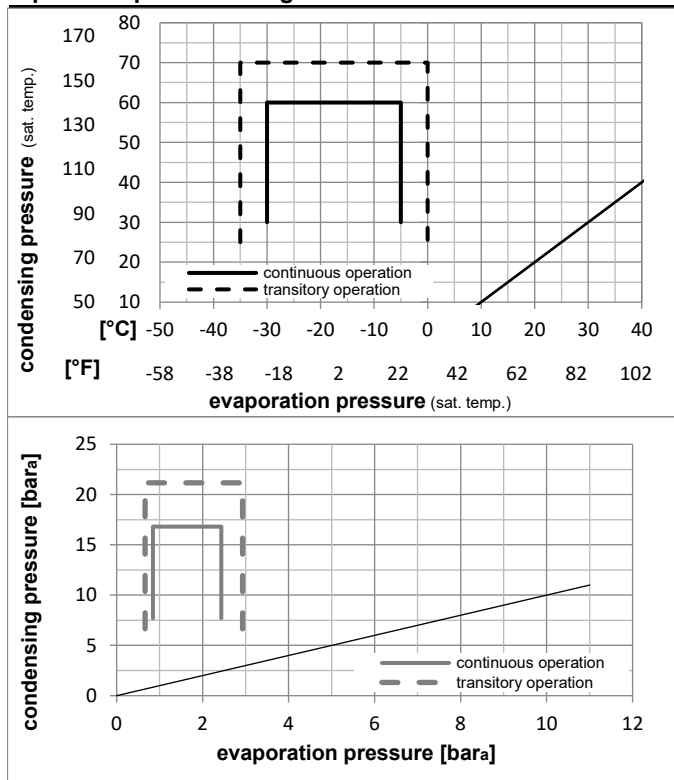 170
150
130
110
90
70
50
80
70
60
50
40
30
20
10
condensing pressure (sat. temp.)
continuous operation
transitory operation
[°C] -50 -40 -30 -20 -10 0 10 20 30 40
[°F] -58 -38 -18 2 22 42 62 82 102
evaporation pressure (sat. temp.)
condensing pressure [bara]
25
20
15
10
5
0
continuous operation
transitory operation
0 2 4 6 8 10 12
evaporation pressure [bara]